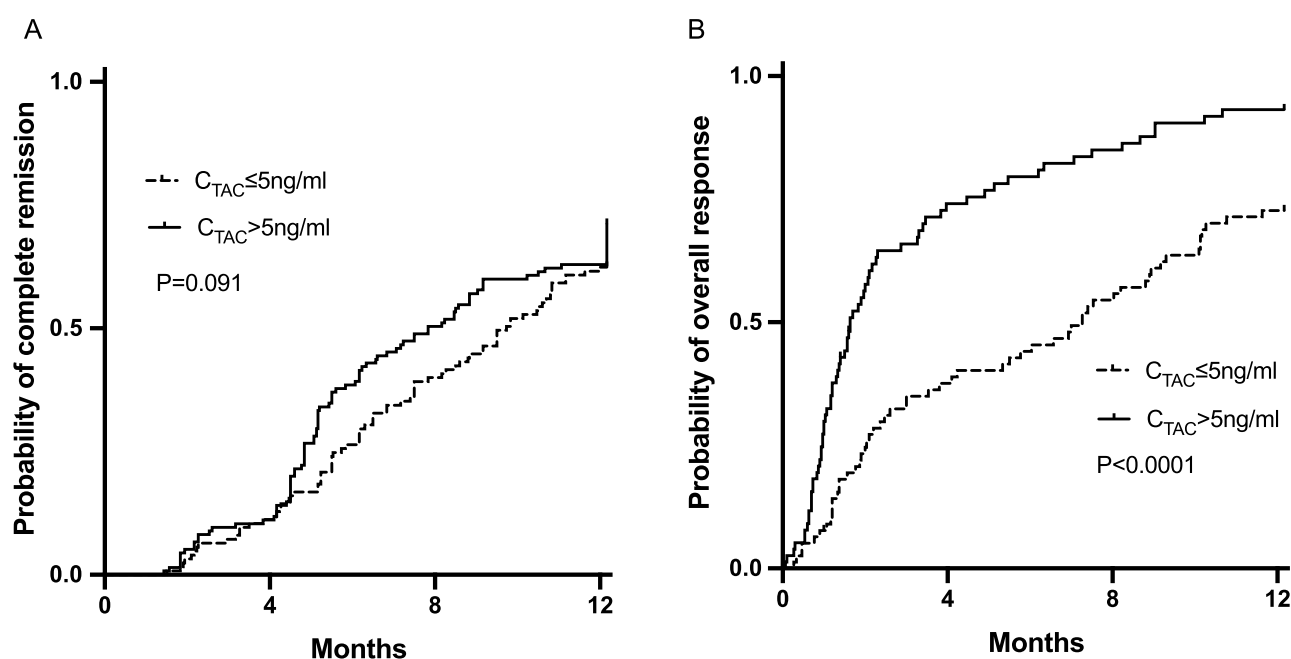 A
Probability of complete remission
1.0
0.5
0.0
C_TAC≤5ng/ml
C_TAC>5ng/ml
P=0.091
0 4 8 12
Months
B
Probability of overall response
1.0
0.5
0.0
C_TAC≤5ng/ml
C_TAC>5ng/ml
P<0.0001
0 4 8 12
Months